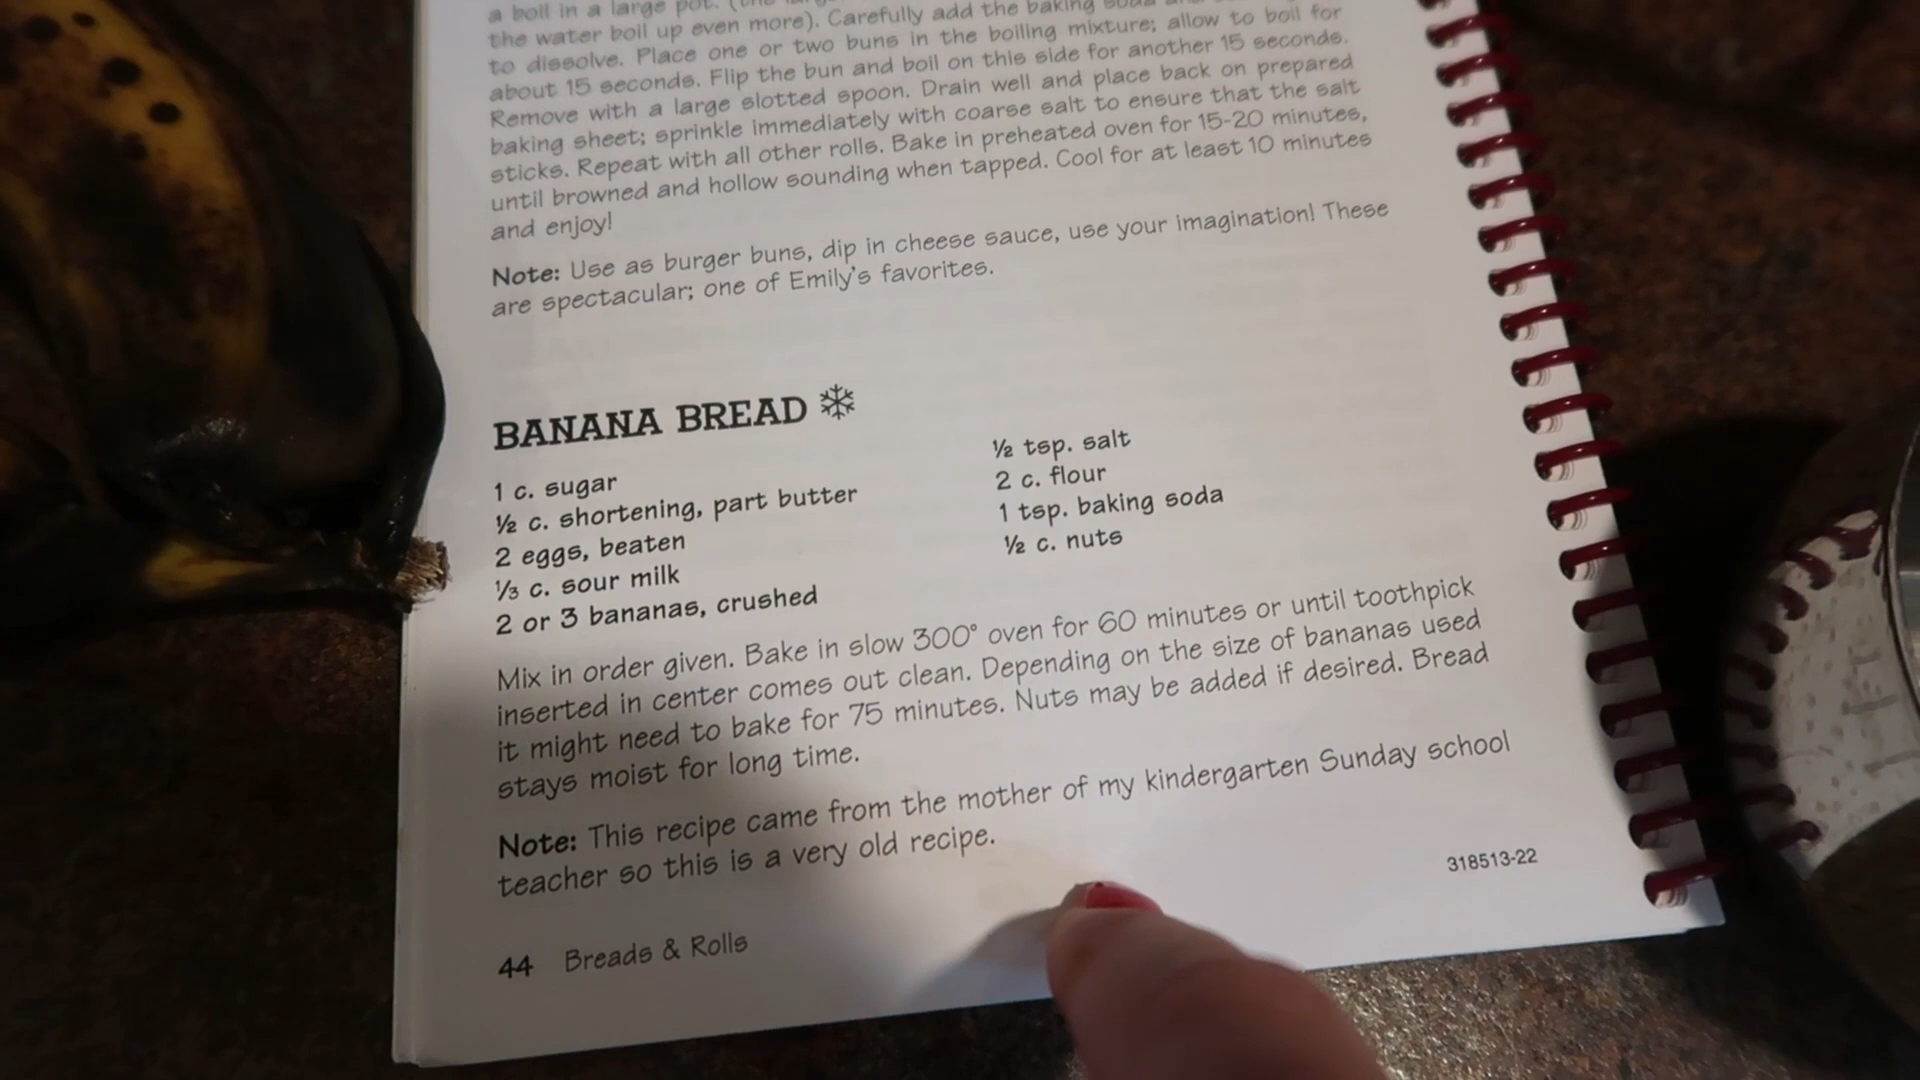 a boil in a large pot.
the water boil up even more). Carefully add the baking soda
to dissolve. Place one or two buns in the boiling mixture; allow to boil for
about 15 seconds. Flip the bun and boil on this side for another 15 seconds.
Remove with a large slotted spoon. Drain well and place back on prepared
baking sheet; sprinkle immediately with coarse salt to ensure that the salt
sticks. Repeat with all other rolls. Bake in preheated oven for 15-20 minutes,
until browned and hollow sounding when tapped. Cool for at least 10 minutes
and enjoy!
Note: Use as burger buns, dip in cheese sauce, use your imagination! These
are spectacular; one of Emily's favorites.
BANANA BREAD
1 c. sugar
½ c. shortening, part butter
2 eggs, beaten
⅓ c. sour milk
2 or 3 bananas, crushed
½ tsp. salt
2 c. flour
1 tsp. baking soda
½ c. nuts
Mix in order given. Bake in slow 300° oven for 60 minutes or until toothpick
inserted in center comes out clean. Depending on the size of bananas used
it might need to bake for 75 minutes. Nuts may be added if desired. Bread
stays moist for long time.
Note: This recipe came from the mother of my kindergarten Sunday school
teacher so this is a very old recipe.
318513-22
44 Breads & Rolls